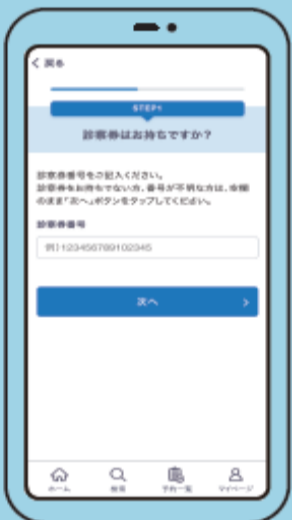 戻る
STEP1
診察券はお持ちですか?
診察券番号をご記入ください。
診察券をお持ちでない方、番号が不明な方は、空欄
のまま「次へ」ボタンをタップしてください。
診察券番号
例)123456789102345
次へ
ホーム
検索
予約一覧
マイページ